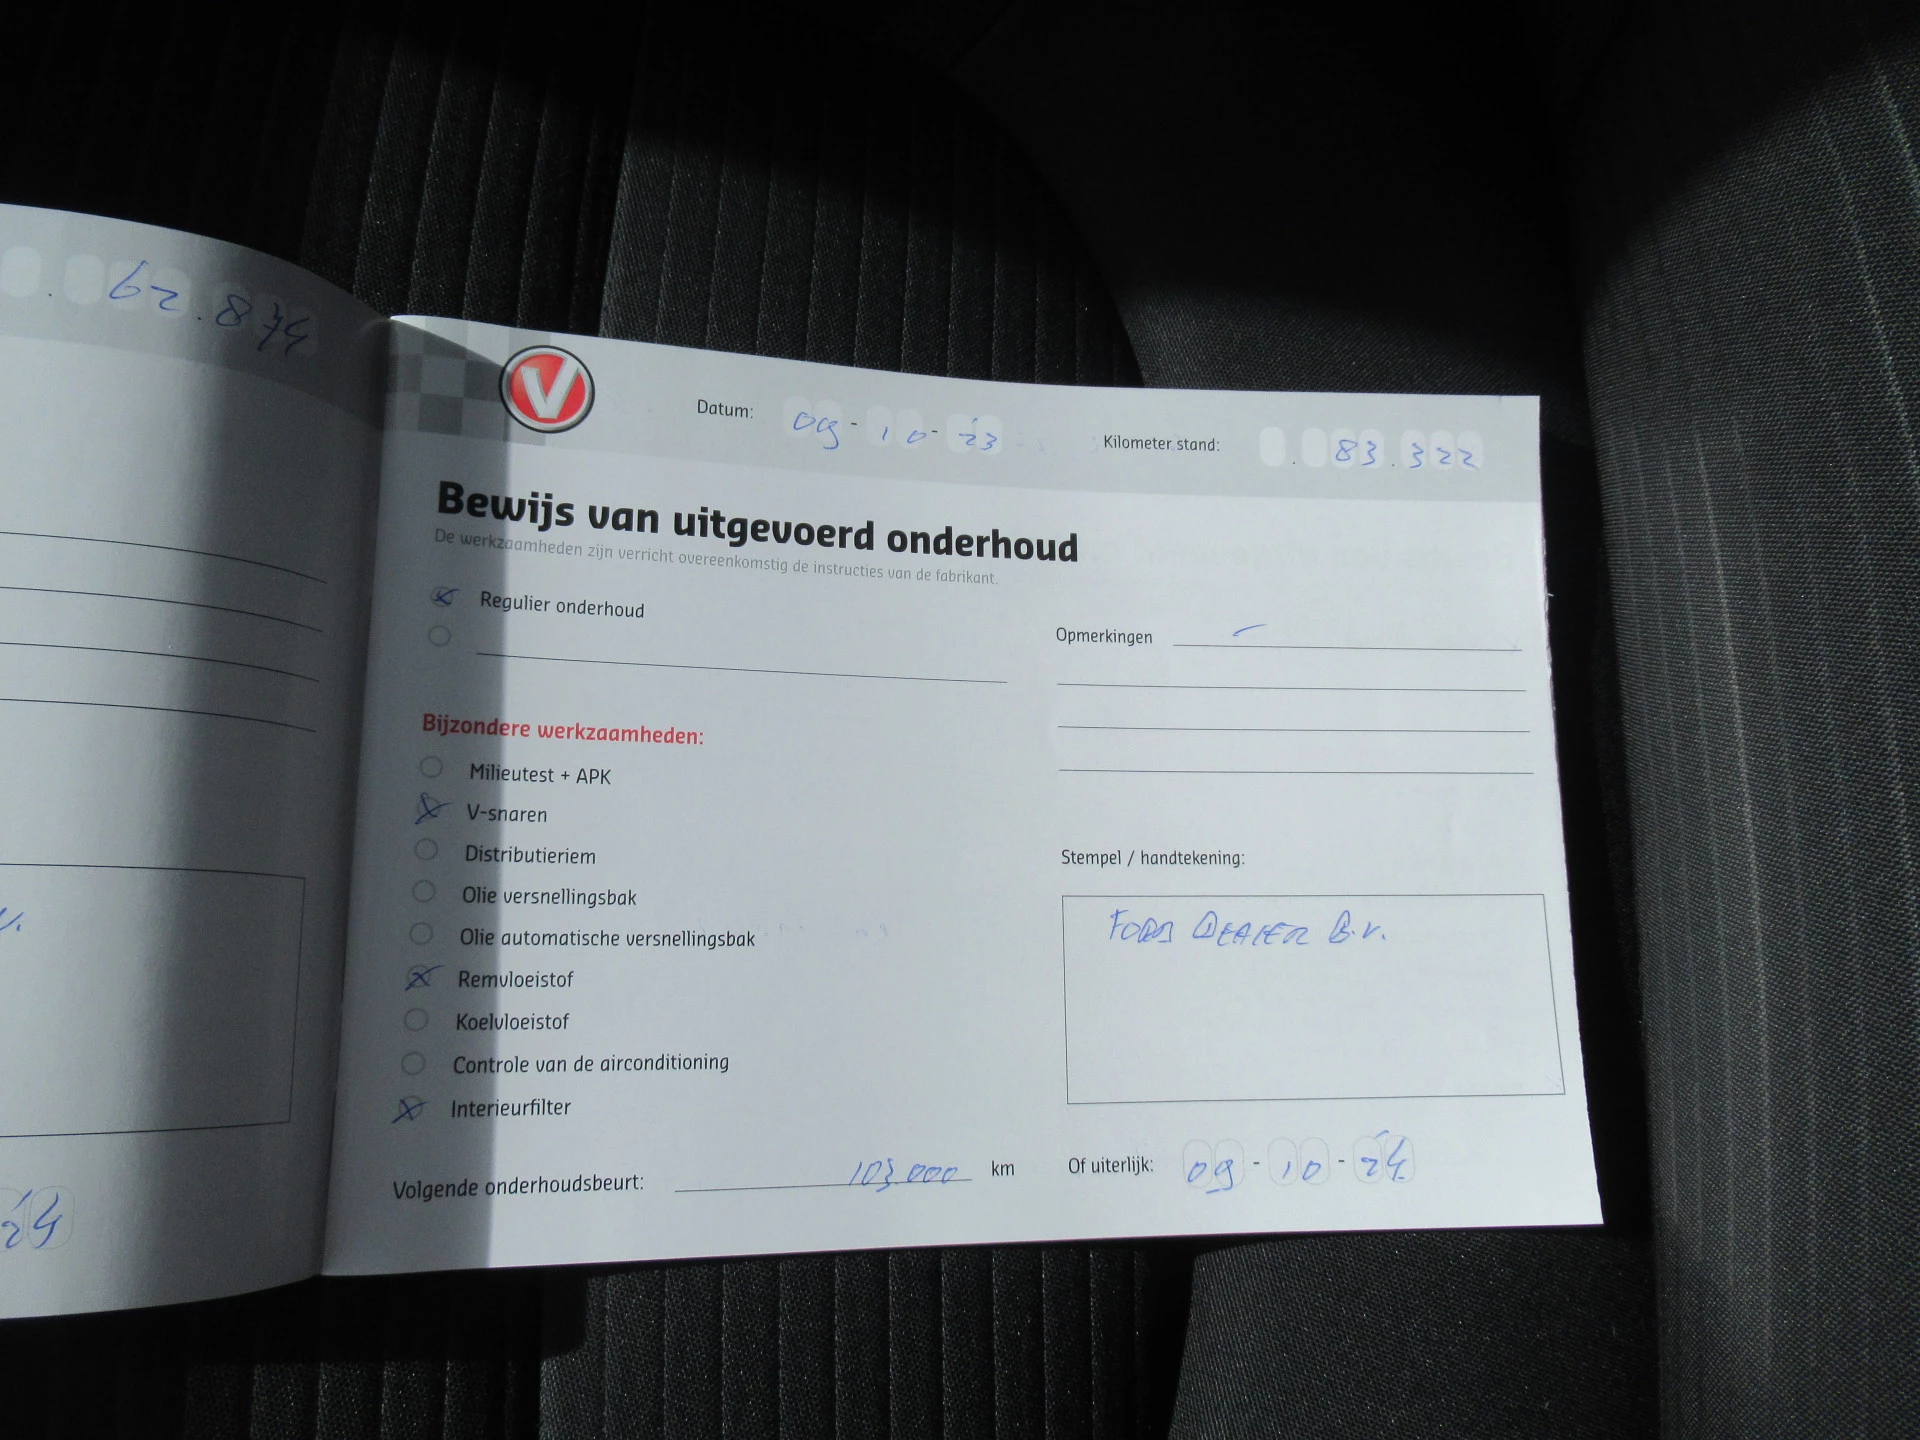 62.874
24
V
Datum: 09-10-23
Kilometer stand: . 83.322
Bewijs van uitgevoerd onderhoud
De werkzaamheden zijn verricht overeenkomstig de instructies van de fabrikant.
Regulier onderhoud
Opmerkingen
Bijzondere werkzaamheden:
Milieutest + APK
V-snaren
Distributieriem
Olie versnellingsbak
Olie automatische versnellingsbak
Remvloeistof
Koelvloeistof
Controle van de airconditioning
Interieurfilter
Stempel / handtekening:
FORD DEALER B.V.
Volgende onderhoudsbeurt: 103.000 km
Of uiterlijk: 09-10-24